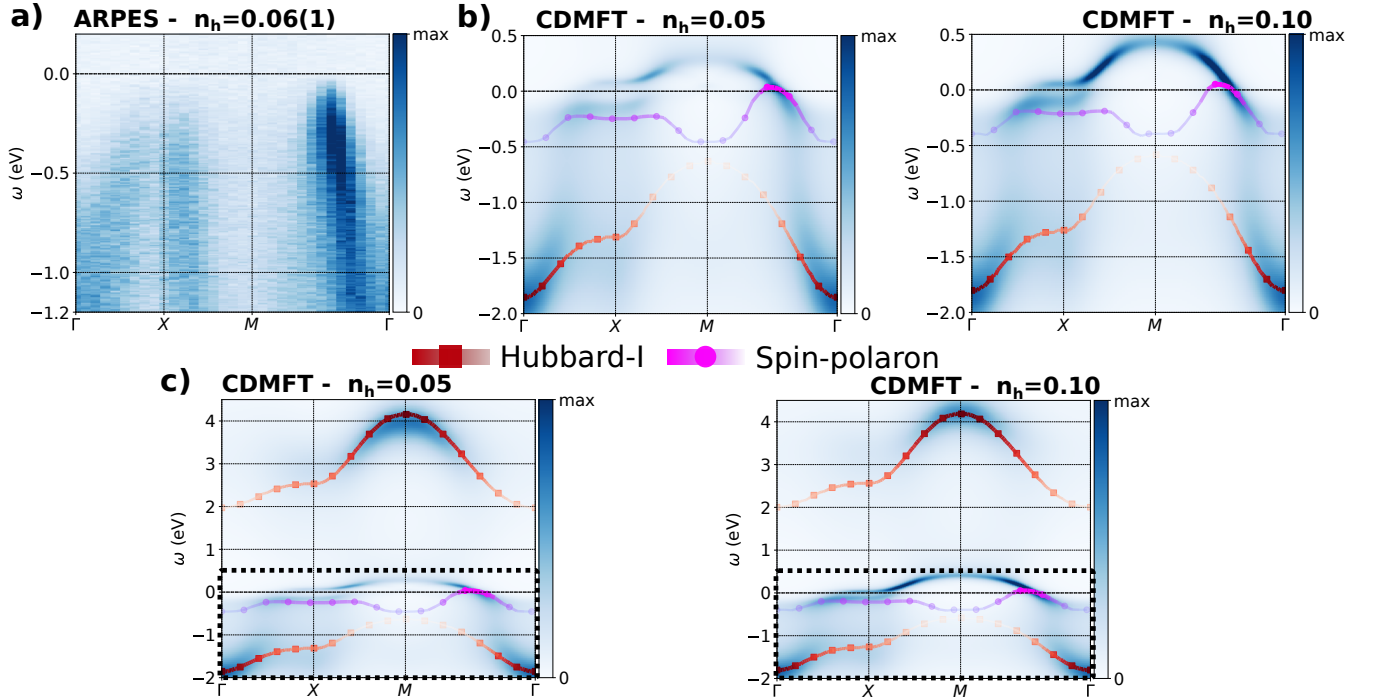 a) ARPES - n_h=0.06(1)
b) CDMFT - n_h=0.05
CDMFT - n_h=0.10
max
0.0
−0.5
−1.0
−1.2
ω (eV)
Γ X M Γ
0
max
0.5
0.0
−0.5
−1.0
−1.5
−2.0
ω (eV)
Γ X M Γ
0
max
0.5
0.0
−0.5
−1.0
−1.5
−2.0
ω (eV)
Γ X M Γ
0
Hubbard-I Spin-polaron
c) CDMFT - n_h=0.05
CDMFT - n_h=0.10
max
4
3
2
1
0
−1
−2
ω (eV)
Γ X M Γ
0
max
4
3
2
1
0
−1
−2
ω (eV)
Γ X M Γ
0